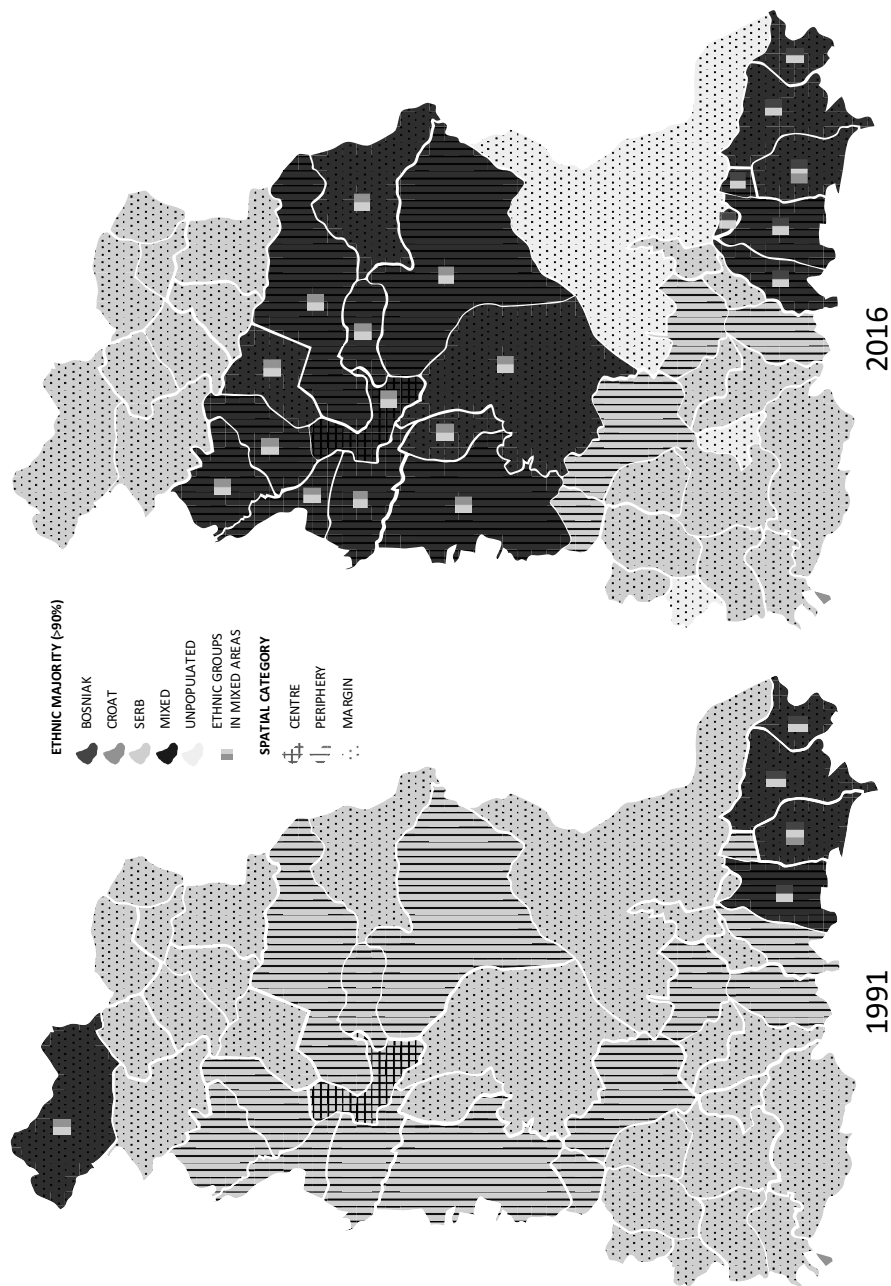 ETHNIC MAJORITY (>90%)
BOSNIAK
CROAT
SERB
MIXED
UNPOPULATED
ETHNIC GROUPS
IN MIXED AREAS
SPATIAL CATEGORY
CENTRE
PERIPHERY
MARGIN
1991
2016